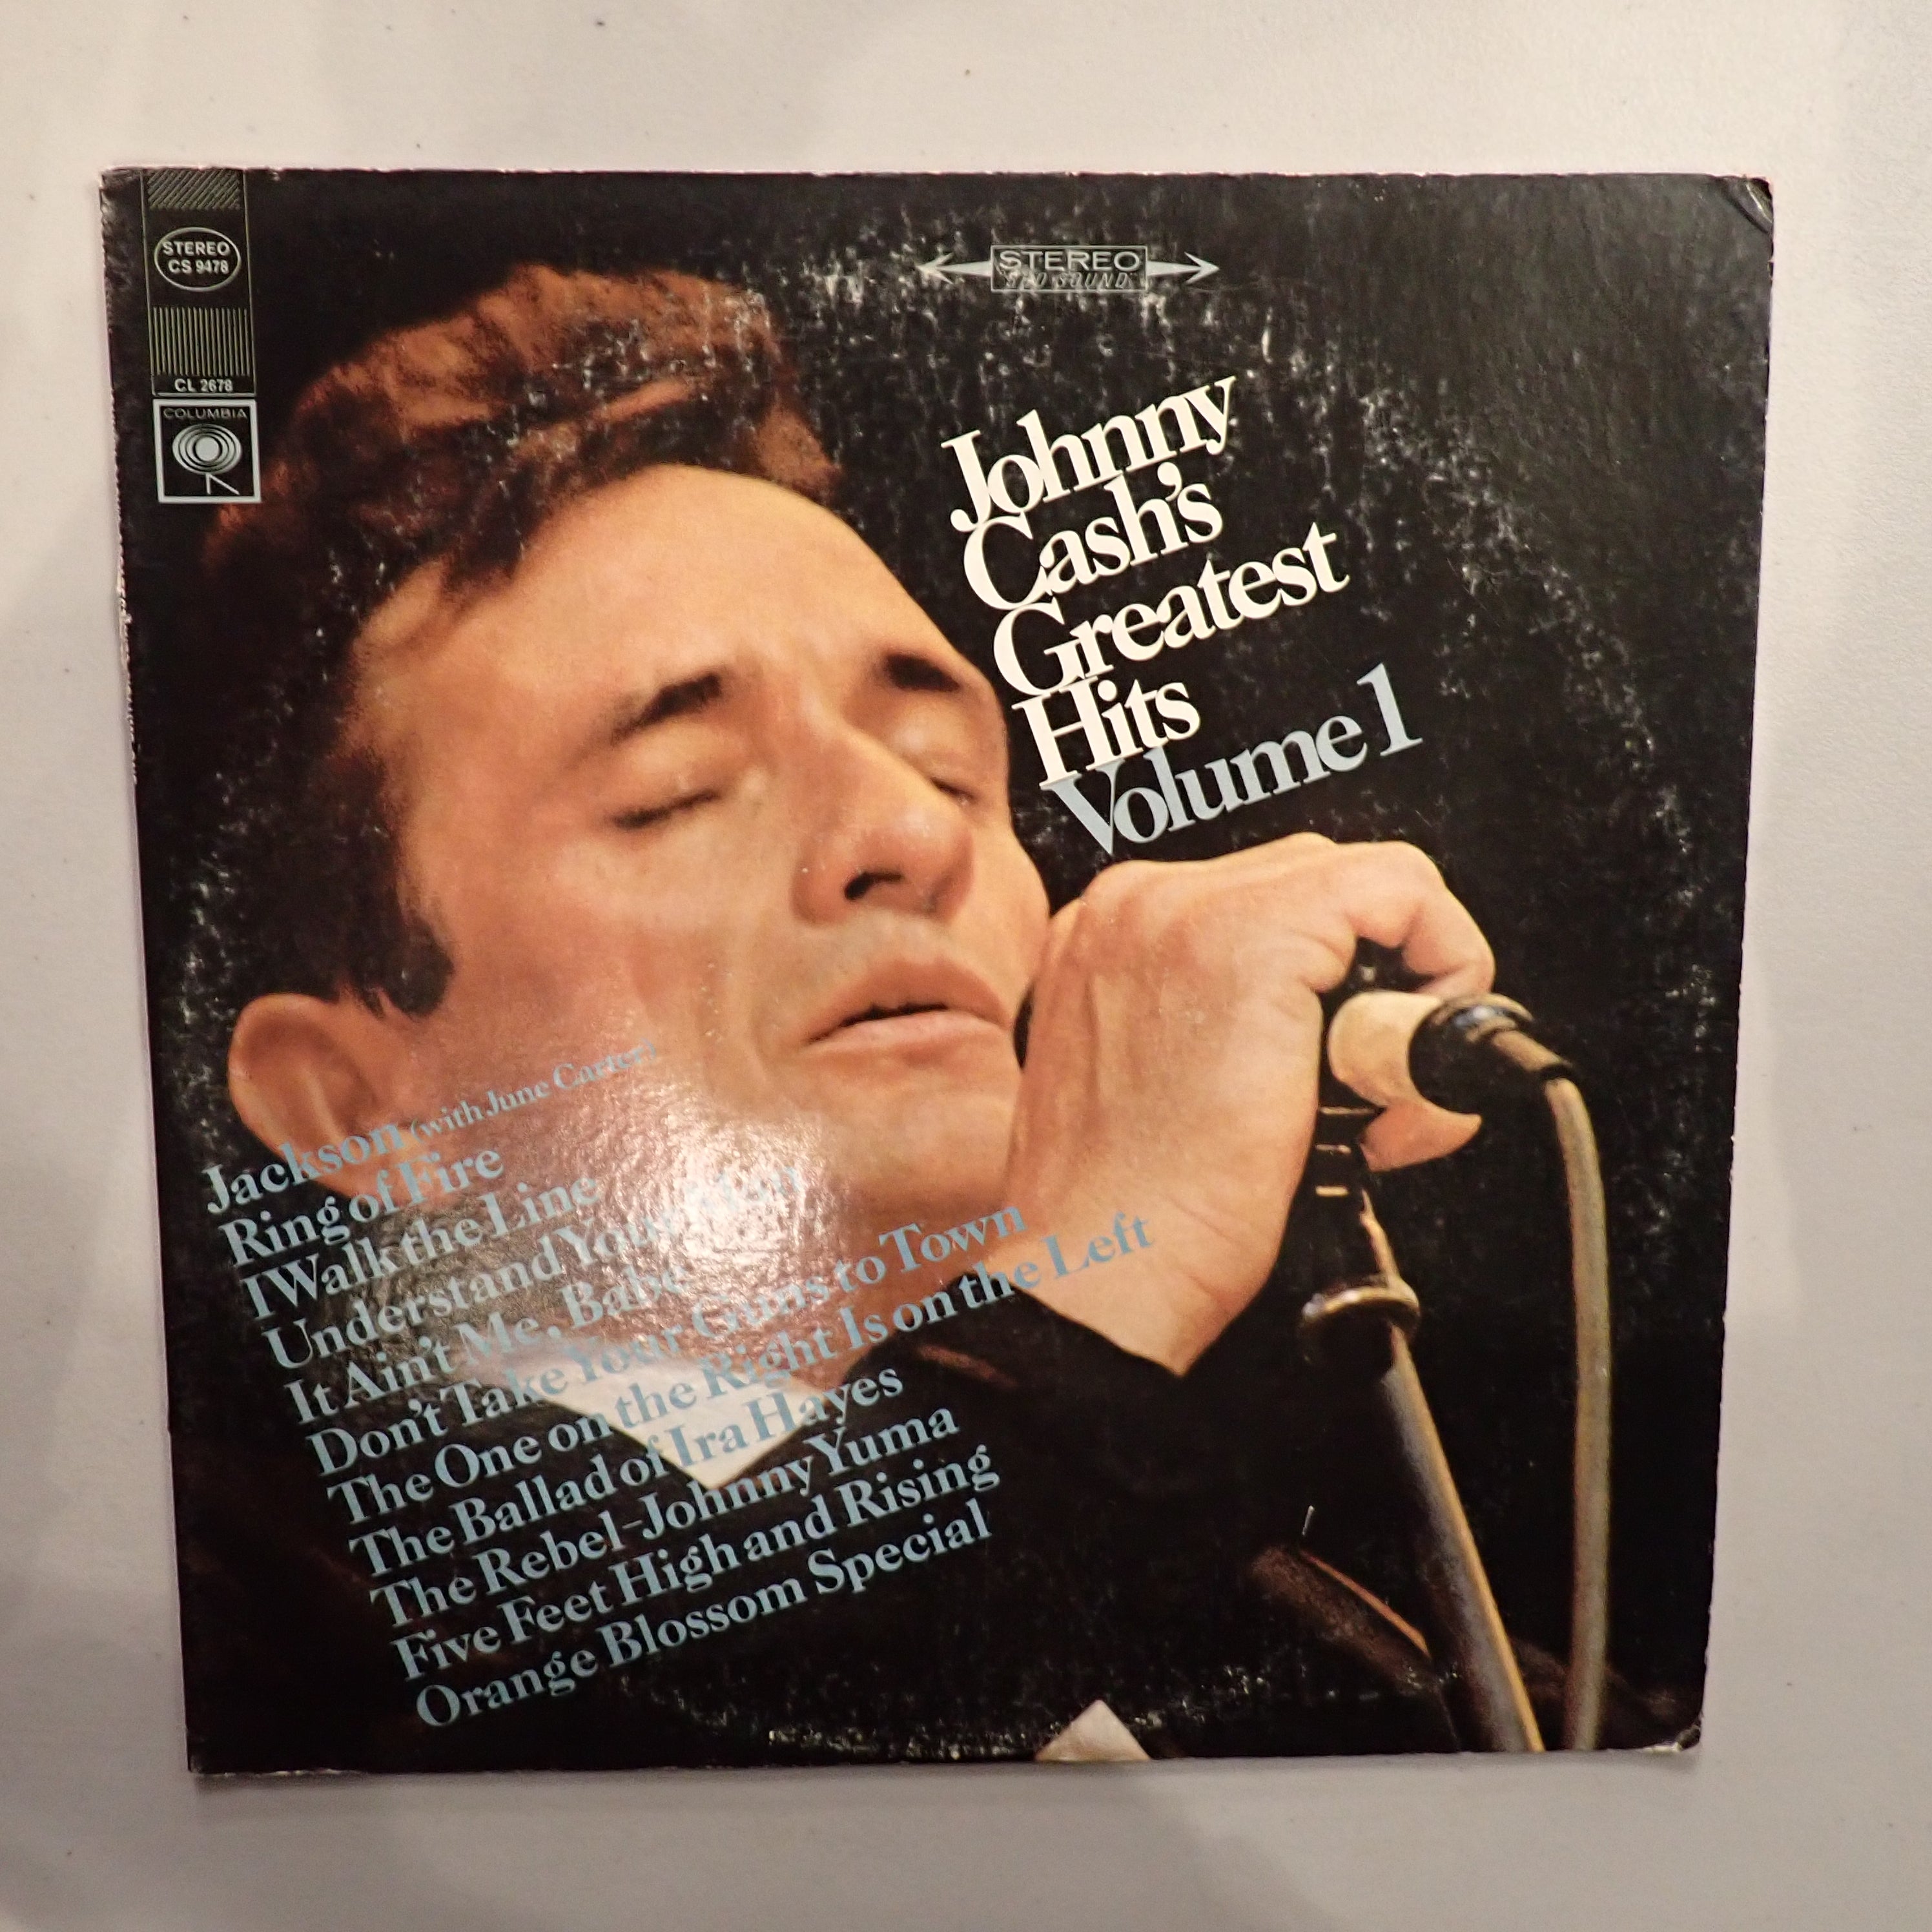 STEREO
CS 9478
CL 2678
COLUMBIA
STEREO
"360 SOUND"
Johnny
Cash's
Greatest
Hits
Volume 1
Jackson (with June Carter)
Ring of Fire
I Walk the Line
Understand Your Man
It Ain't Me, Babe
Don't Take Your Guns to Town
The One on the Right Is on the Left
The Ballad of Ira Hayes
The Rebel-Johnny Yuma
Five Feet High and Rising
Orange Blossom Special